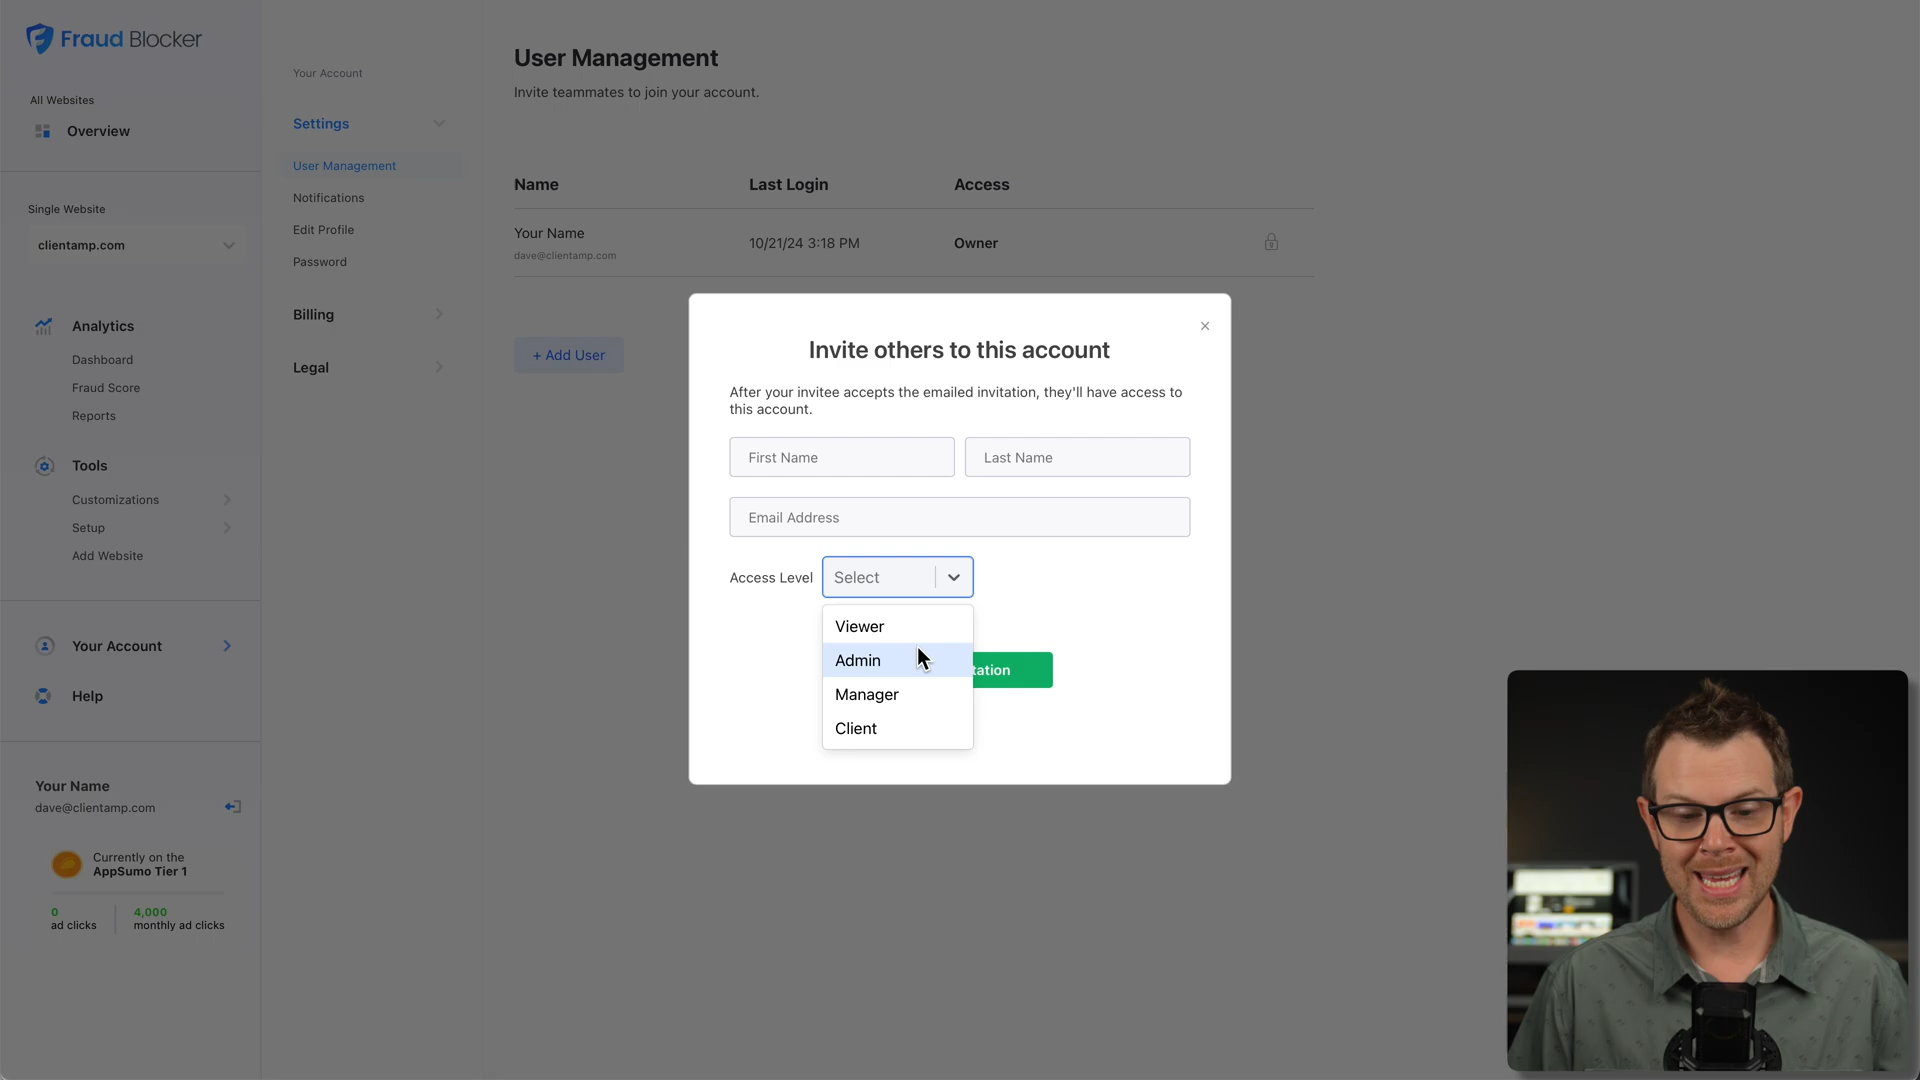 Fraud Blocker
All Websites
Overview
Single Website
clientamp.com
Analytics
Dashboard
Fraud Score
Reports
Tools
Customizations
Setup
Add Website
Your Account
Help
Your Name
dave@clientamp.com
Currently on the
AppSumo Tier 1
0
ad clicks
4,000
monthly ad clicks
Your Account
Settings
User Management
Notifications
Edit Profile
Password
Billing
Legal
User Management
Invite teammates to join your account.
Name Last Login Access
Your Name
dave@clientamp.com
10/21/24 3:18 PM
Owner
+ Add User
×
Invite others to this account
After your invitee accepts the emailed invitation, they'll have access to
this account.
First Name Last Name
Email Address
Access Level Select
Viewer
Admin
Manager
Client
tation